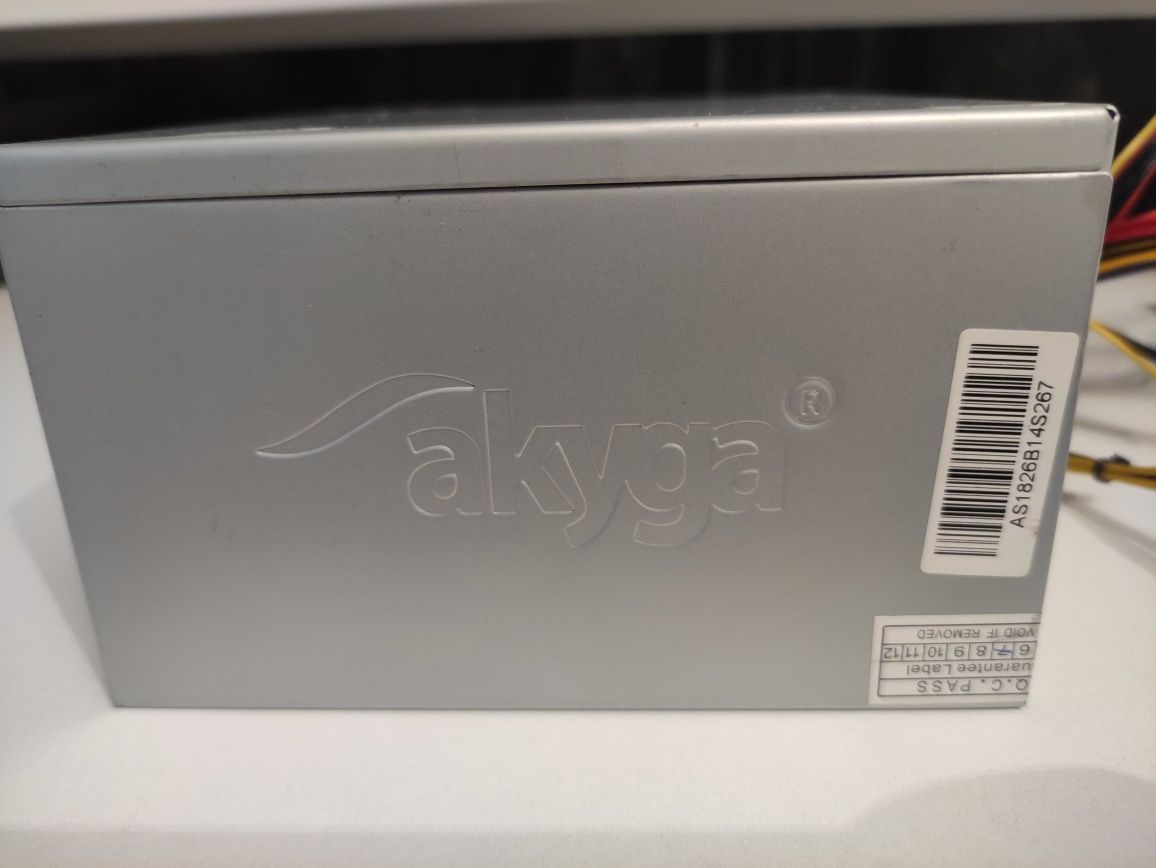 akyga®
AS1826B14S267
Q.C. PASS
uarantee Label
6 7 8 9 10 11 12
VOID IF REMOVED